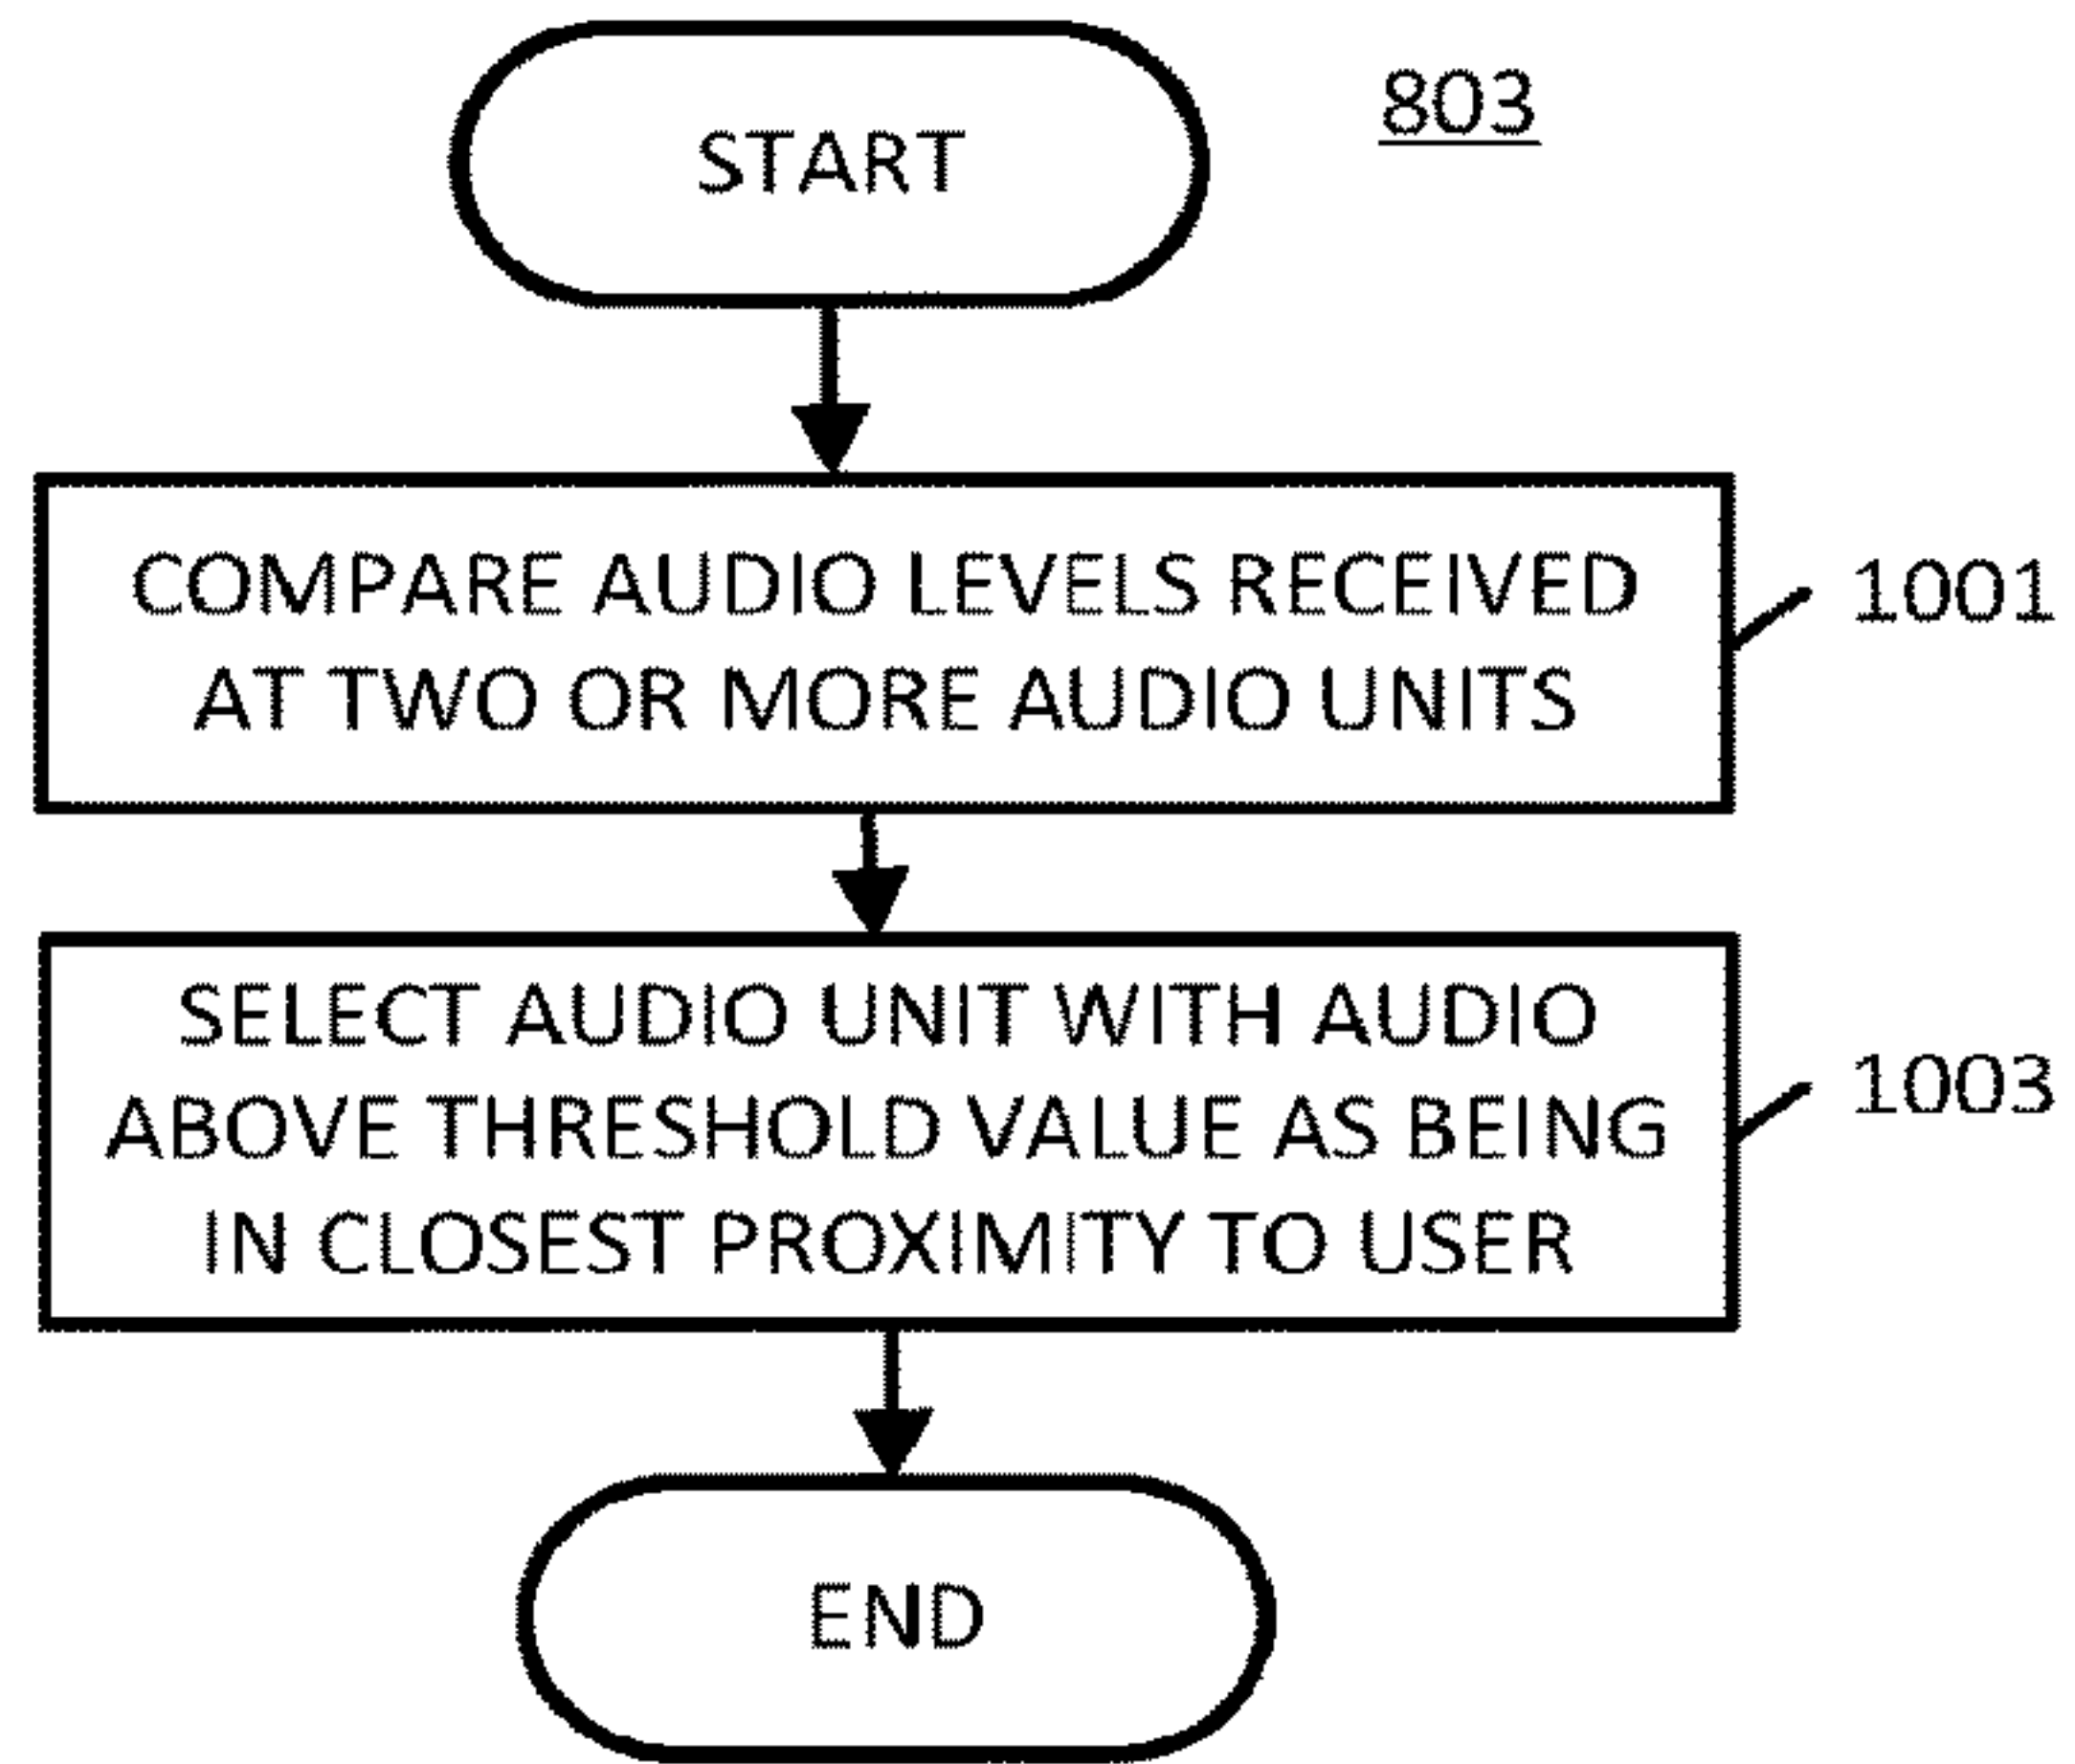 START
803
COMPARE AUDIO LEVELS RECEIVED
AT TWO OR MORE AUDIO UNITS
1001
SELECT AUDIO UNIT WITH AUDIO
ABOVE THRESHOLD VALUE AS BEING
IN CLOSEST PROXIMITY TO USER
1003
END